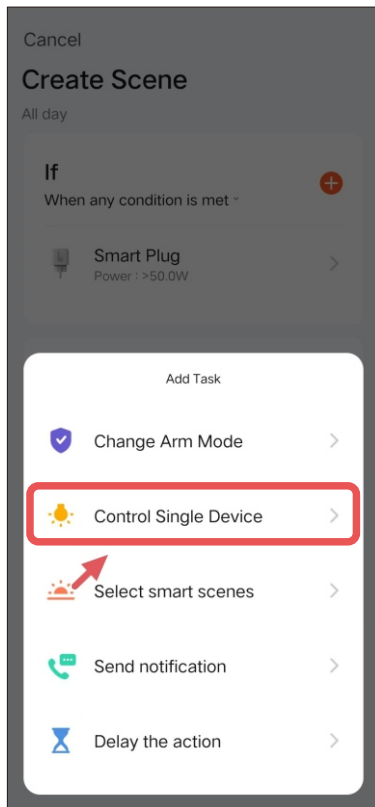 Cancel
Create Scene
All day
If
When any condition is met
Smart Plug
Power : >50.0W
Add Task
Change Arm Mode
Control Single Device
Select smart scenes
Send notification
Delay the action